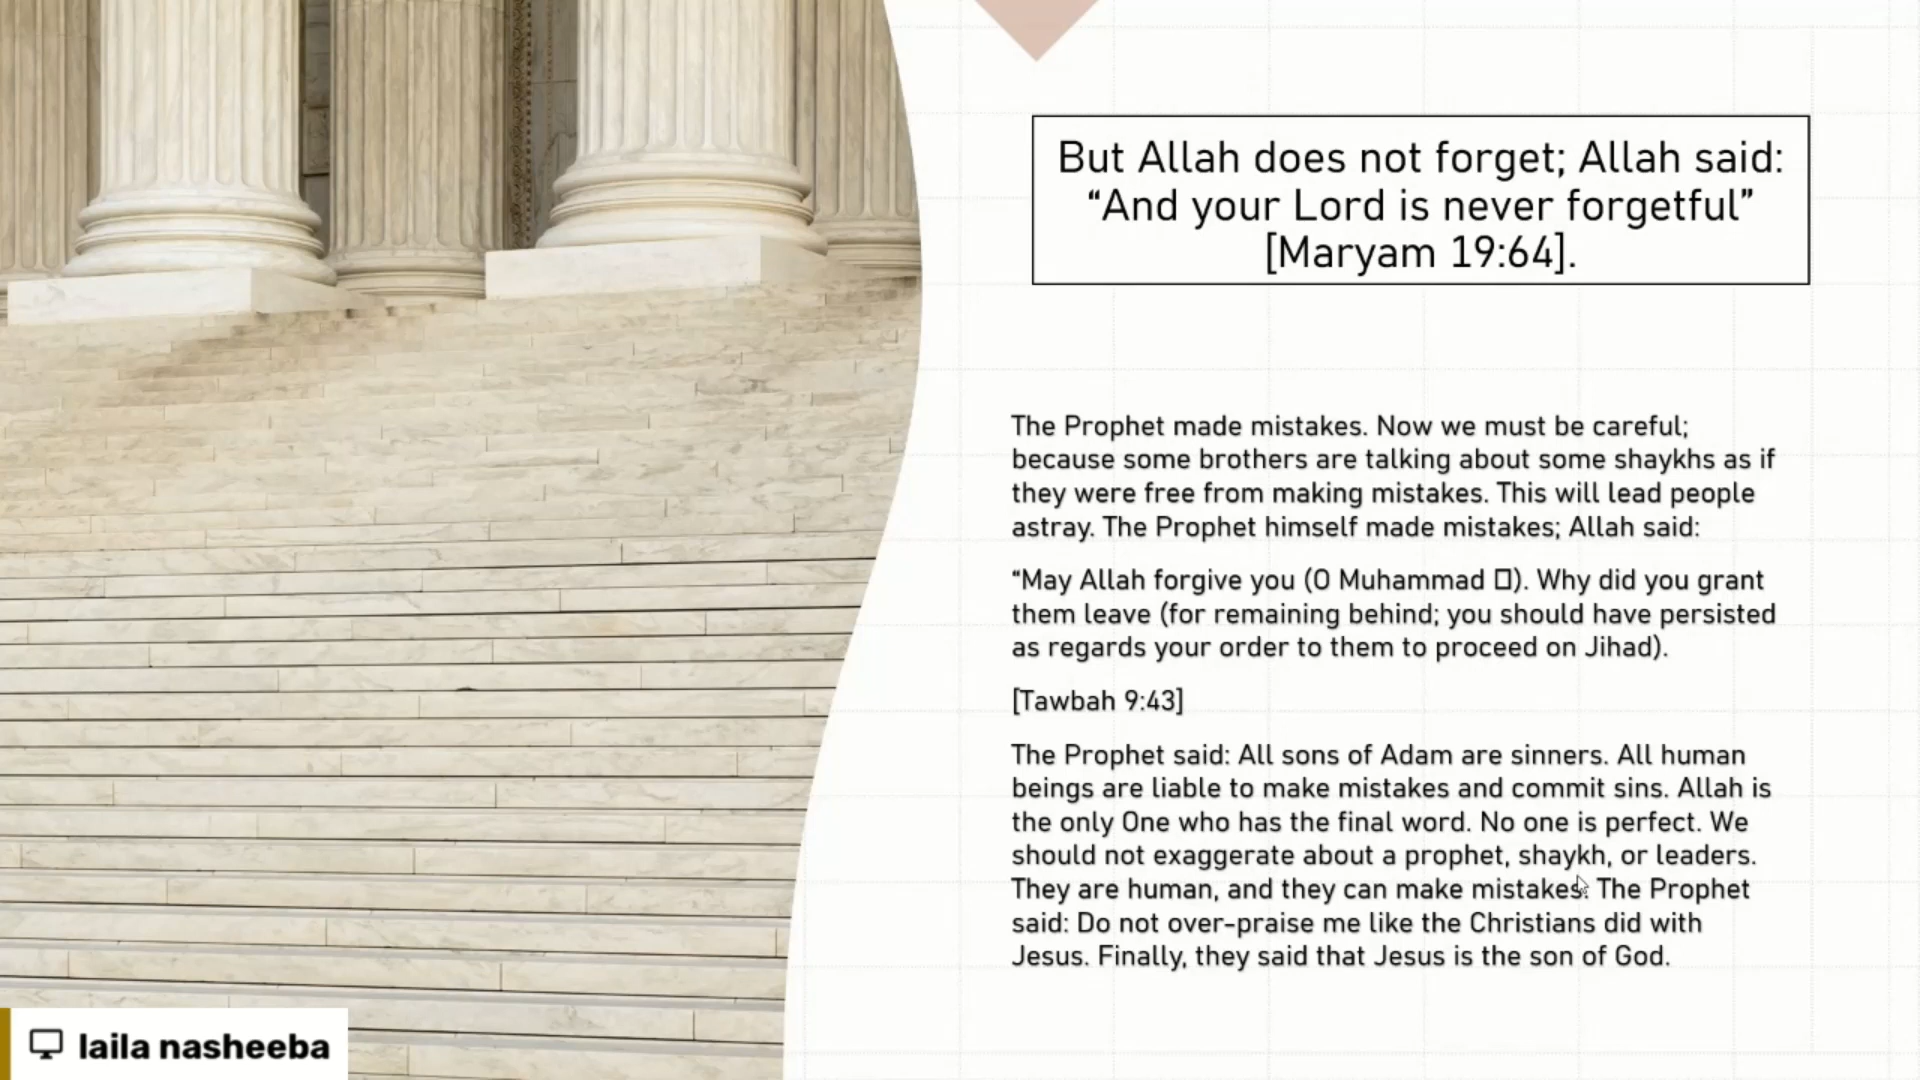 But Allah does not forget; Allah said:
“And your Lord is never forgetful”
[Maryam 19:64].
The Prophet made mistakes. Now we must be careful;
because some brothers are talking about some shaykhs as if
they were free from making mistakes. This will lead people
astray. The Prophet himself made mistakes; Allah said:
“May Allah forgive you (O Muhammad □). Why did you grant
them leave (for remaining behind; you should have persisted
as regards your order to them to proceed on Jihad).
[Tawbah 9:43]
The Prophet said: All sons of Adam are sinners. All human
beings are liable to make mistakes and commit sins. Allah is
the only One who has the final word. No one is perfect. We
should not exaggerate about a prophet, shaykh, or leaders.
They are human, and they can make mistakes. The Prophet
said: Do not over-praise me like the Christians did with
Jesus. Finally, they said that Jesus is the son of God.
laila nasheeba